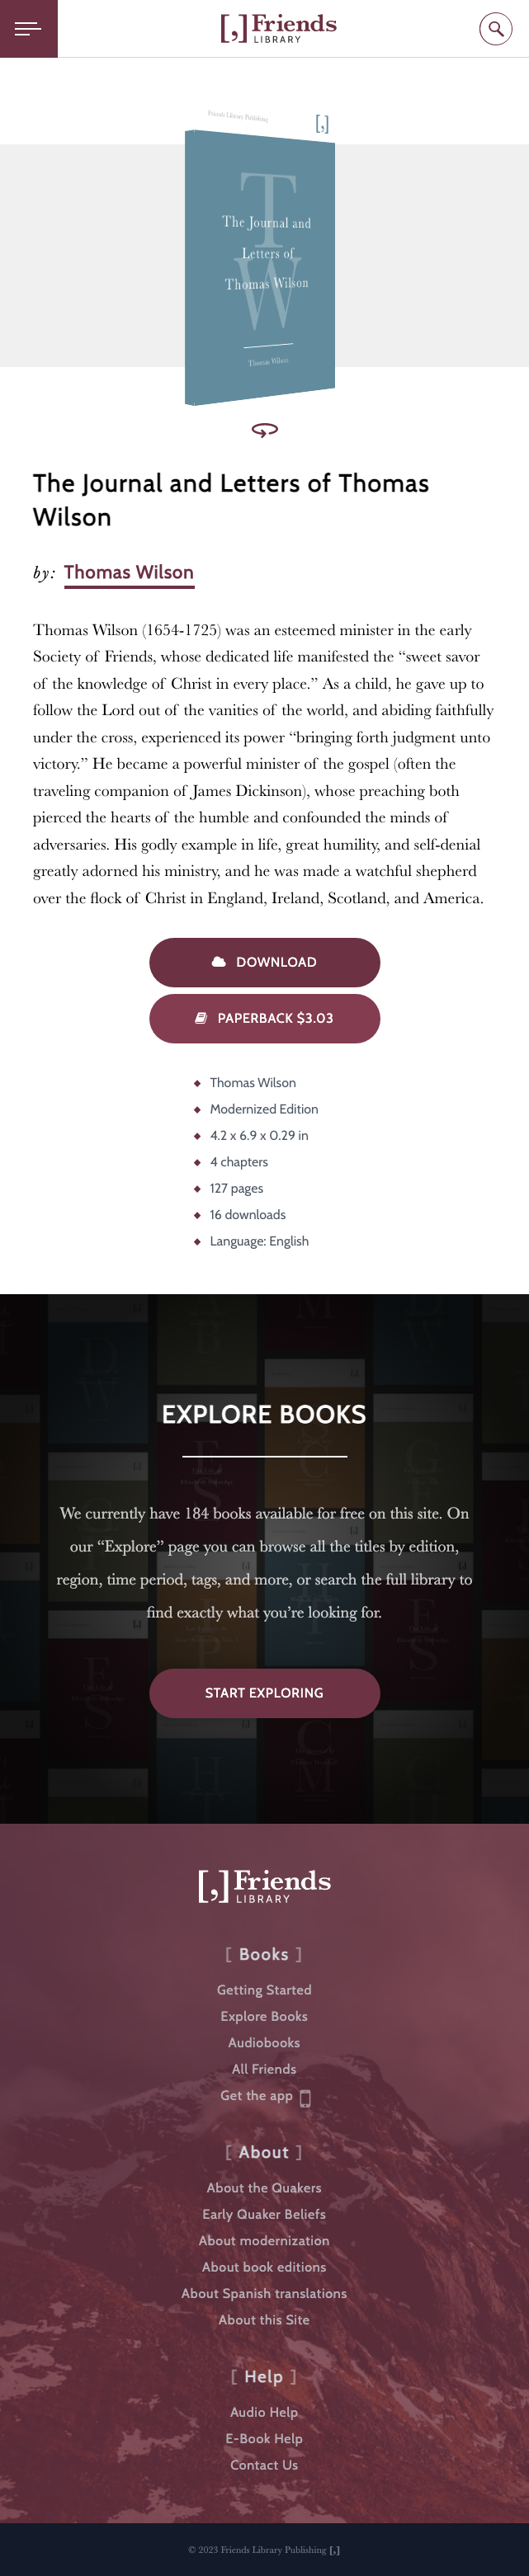 [,] Friends
LIBRARY
Friends Library Publishing
[,]
T
W
The Journal and
Letters of
Thomas Wilson
Thomas Wilson
The Journal and Letters of Thomas
Wilson
by: Thomas Wilson
Thomas Wilson (1654-1725) was an esteemed minister in the early
Society of Friends, whose dedicated life manifested the “sweet savor
of the knowledge of Christ in every place.” As a child, he gave up to
follow the Lord out of the vanities of the world, and abiding faithfully
under the cross, experienced its power “bringing forth judgment unto
victory.” He became a powerful minister of the gospel (often the
traveling companion of James Dickinson), whose preaching both
pierced the hearts of the humble and confounded the minds of
adversaries. His godly example in life, great humility, and self-denial
greatly adorned his ministry, and he was made a watchful shepherd
over the flock of Christ in England, Ireland, Scotland, and America.
DOWNLOAD
PAPERBACK $3.03
Thomas Wilson
Modernized Edition
4.2 x 6.9 x 0.29 in
4 chapters
127 pages
16 downloads
Language: English
EXPLORE BOOKS
We currently have 184 books available for free on this site. On
our “Explore” page you can browse all the titles by edition,
region, time period, tags, and more, or search the full library to
find exactly what you’re looking for.
START EXPLORING
[,] Friends
LIBRARY
[ Books ]
Getting Started
Explore Books
Audiobooks
All Friends
Get the app
[ About ]
About the Quakers
Early Quaker Beliefs
About modernization
About book editions
About Spanish translations
About this Site
[ Help ]
Audio Help
E-Book Help
Contact Us
© 2023 Friends Library Publishing [,]